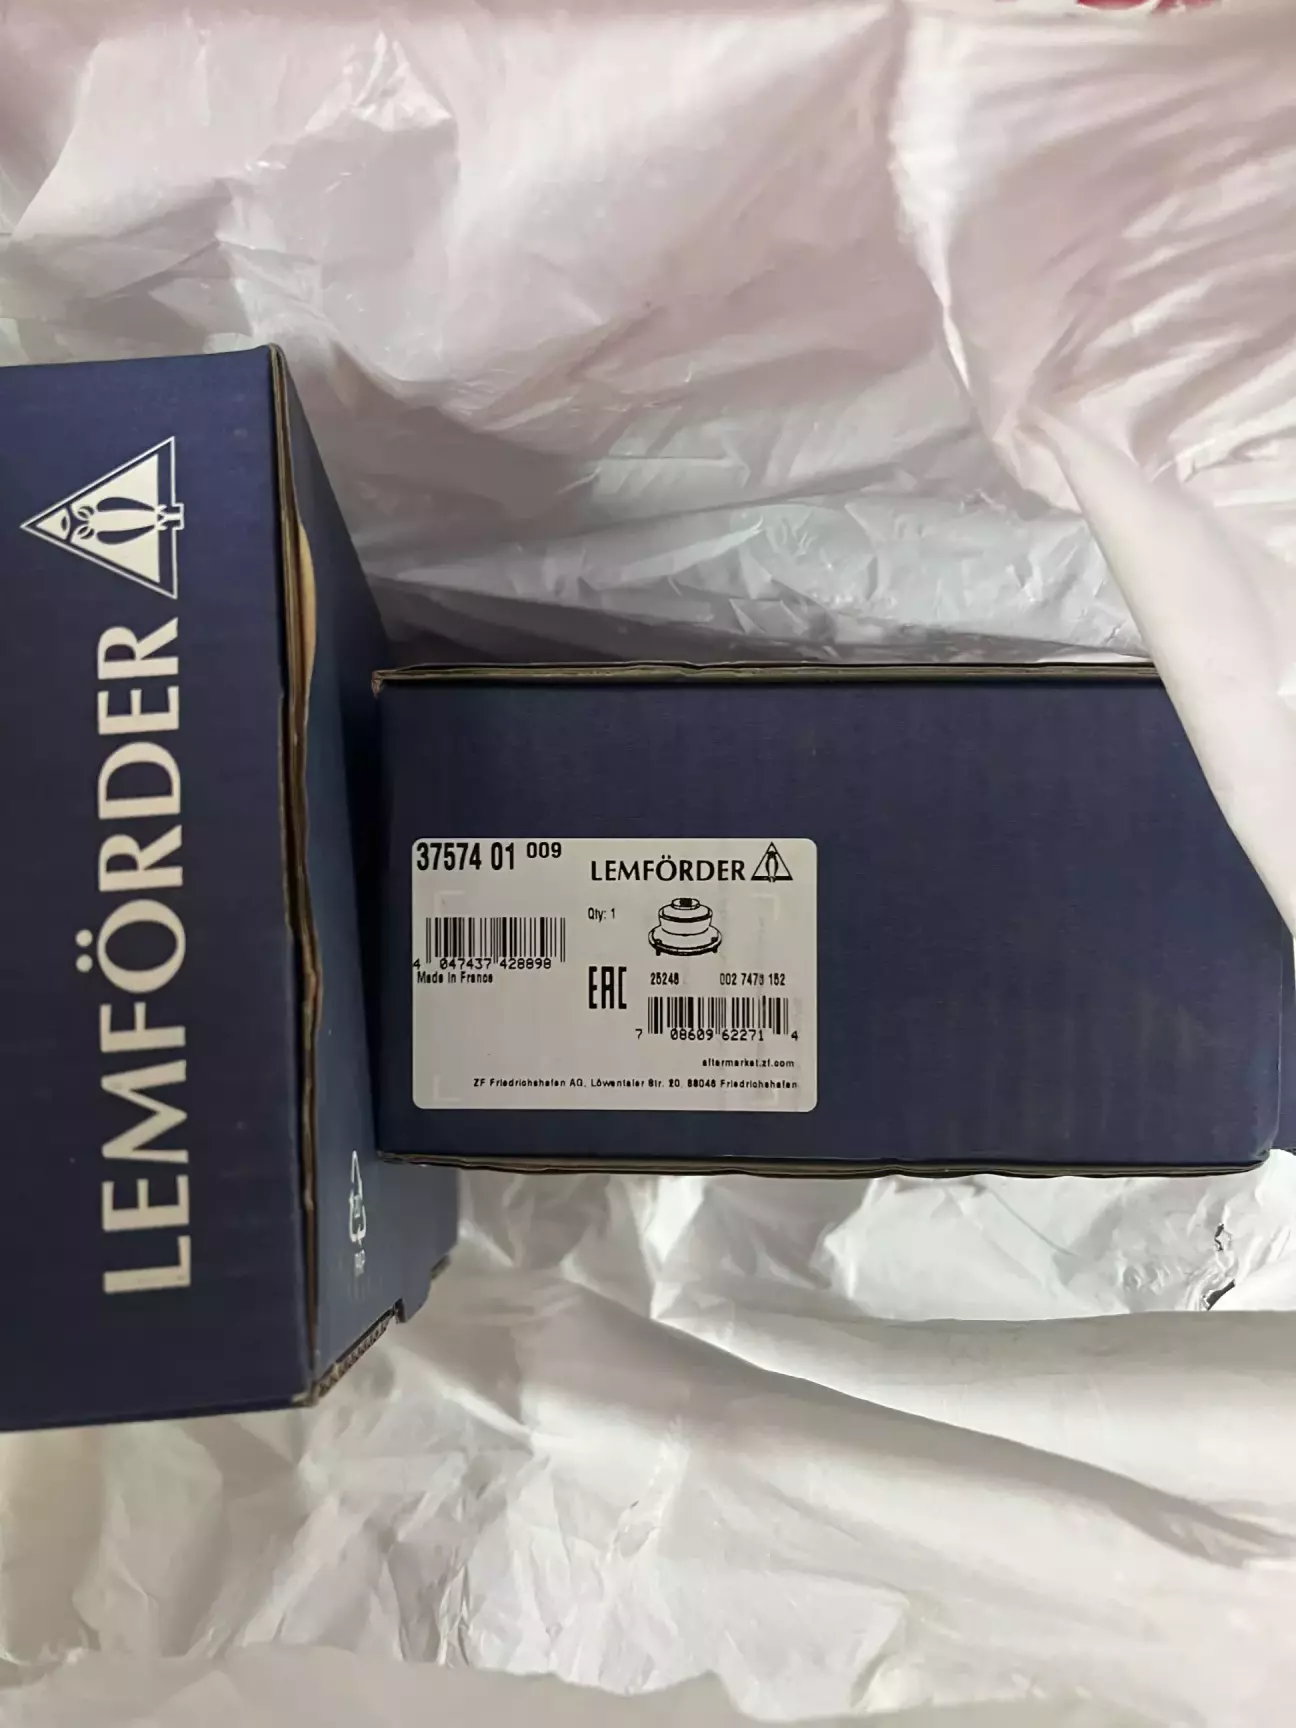 LEMFÖRDER
37574 01 009
LEMFÖRDER
Qty: 1
4 047437 428898
Made in France
EAC
25248
002 7473 152
7 08609 62271 4
aftermarket.zf.com
ZF Friedrichshafen AG, Löwentaler Str. 20, 88046 Friedrichshafen
PAP